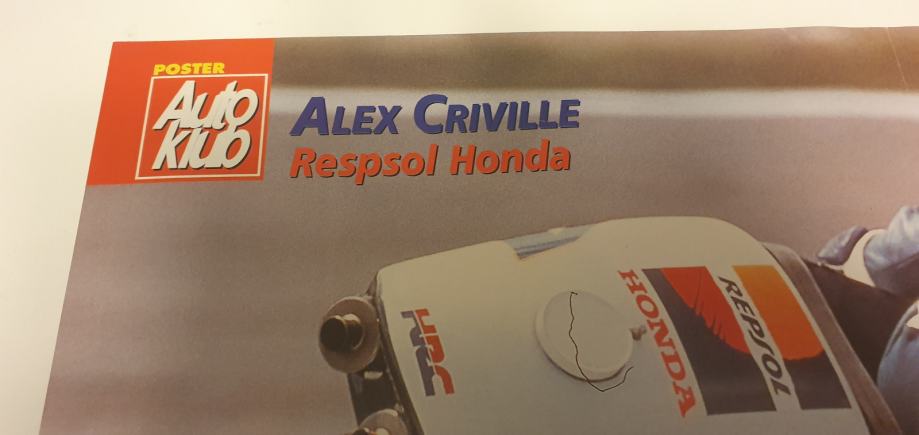 POSTER
Auto
klub
ALEX CRIVILLE
Respsol Honda
HRC
HONDA
REPSOL